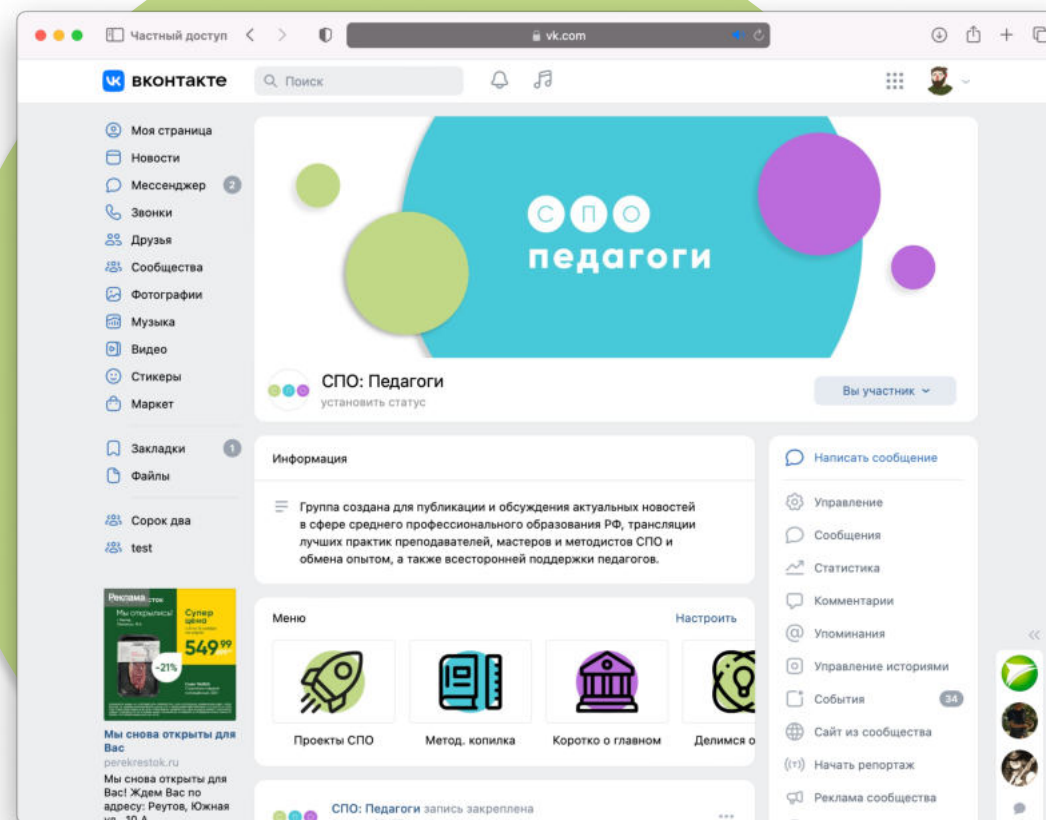 Частный доступ
vk.com
вконтакте
Поиск
Моя страница
Новости
Мессенджер 2
Звонки
Друзья
Сообщества
Фотографии
Музыка
Видео
Стикеры
Маркет
Закладки 1
Файлы
Сорок два
test
Реклама
Мы открылись!
Супер
цена
549 99
-21%
Мы снова открыты для
Вас
perekrestok.ru
Мы снова открыты для
Вас! Ждем Вас по
адресу: Реутов, Южная
ул., 10 А
СПО
педагоги
СПО: Педагоги
установить статус
Вы участник
Информация
Группа создана для публикации и обсуждения актуальных новостей
в сфере среднего профессионального образования РФ, трансляции
лучших практик преподавателей, мастеров и методистов СПО и
обмена опытом, а также всесторонней поддержки педагогов.
Меню
Настроить
Проекты СПО
Метод. копилка
Коротко о главном
Делимся о
СПО: Педагоги запись закреплена
Написать сообщение
Управление
Сообщения
Статистика
Комментарии
Упоминания
Управление историями
События 34
Сайт из сообщества
Начать репортаж
Реклама сообщества